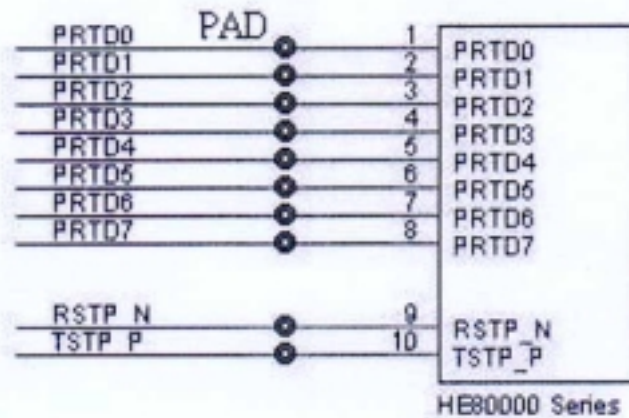 PAD
PRTD0 1 PRTD0
PRTD1 2 PRTD1
PRTD2 3 PRTD2
PRTD3 4 PRTD3
PRTD4 5 PRTD4
PRTD5 6 PRTD5
PRTD6 7 PRTD6
PRTD7 8 PRTD7
RSTP_N 9 RSTP_N
TSTP_P 10 TSTP_P
HE80000 Series